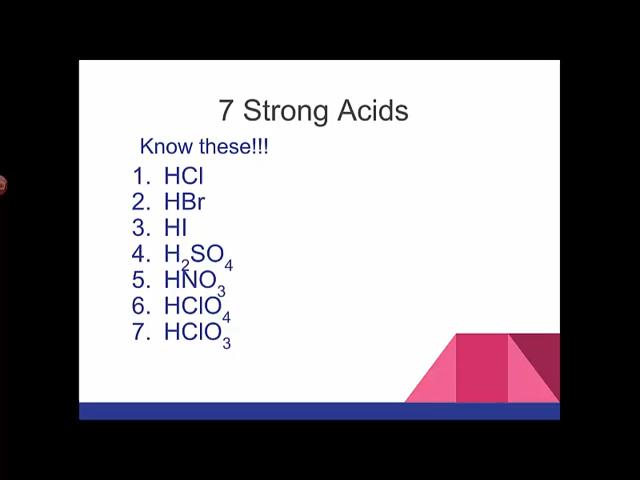 7 Strong Acids
Know these!!!
1. HCl
2. HBr
3. HI
4. H₂SO₄
5. HNO₃
6. HClO₄
7. HClO₃